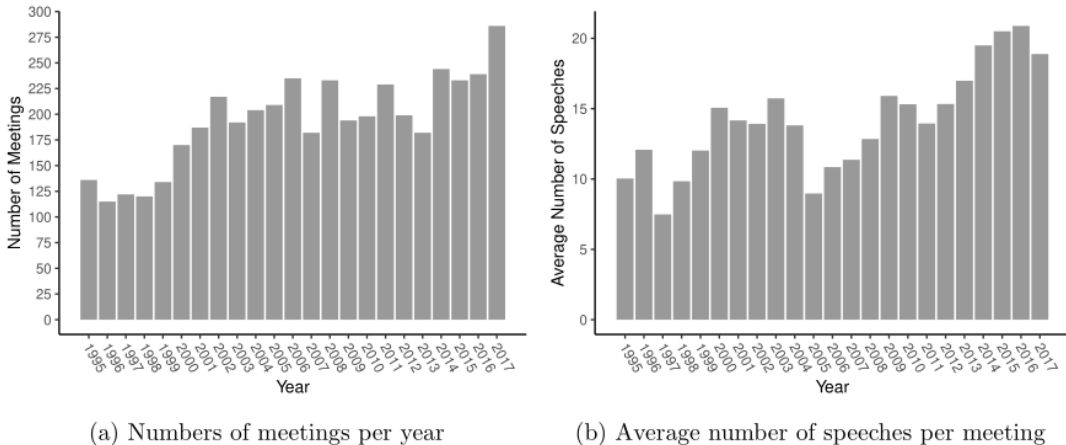 300
275
250
225
200
175
150
125
100
75
50
25
0
Number of Meetings
1995 1996 1997 1998 1999 2000 2001 2002 2003 2004 2005 2006 2007 2008 2009 2010 2011 2012 2013 2014 2015 2016 2017
Year
(a) Numbers of meetings per year
20
15
10
5
0
Average Number of Speeches
1995 1996 1997 1998 1999 2000 2001 2002 2003 2004 2005 2006 2007 2008 2009 2010 2011 2012 2013 2014 2015 2016 2017
Year
(b) Average number of speeches per meeting